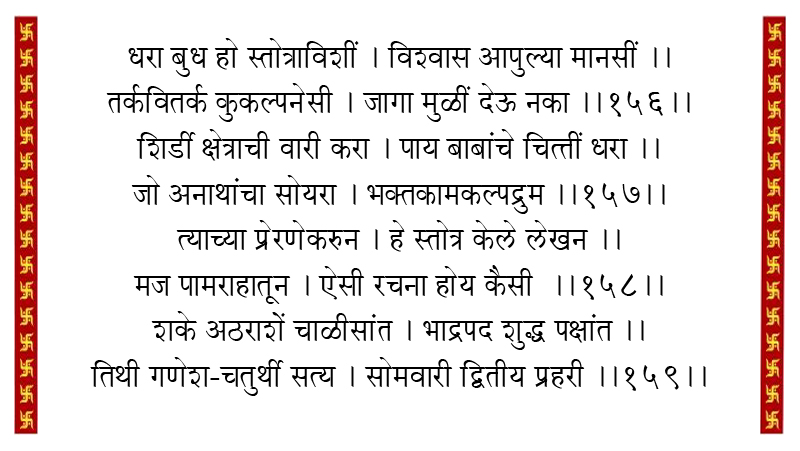 धरा बुध हो स्तोत्राविशीं । विश्वास आपुल्या मानसीं ।।
तर्कवितर्क कुकल्पनेसी । जागा मुळीं देऊ नका ।।१५६।।
शिर्डी क्षेत्राची वारी करा । पाय बाबांचे चित्तीं धरा ।।
जो अनाथांचा सोयरा । भक्तकामकल्पद्रुम ।।१५७।।
त्याच्या प्रेरणेकरुन । हे स्तोत्र केले लेखन ।।
मज पामराहातून । ऐसी रचना होय कैसी ।।१५८।।
शके अठराशें चाळीसांत । भाद्रपद शुद्ध पक्षांत ।।
तिथी गणेश-चतुर्थी सत्य । सोमवारी द्वितीय प्रहरी ।।१५९।।